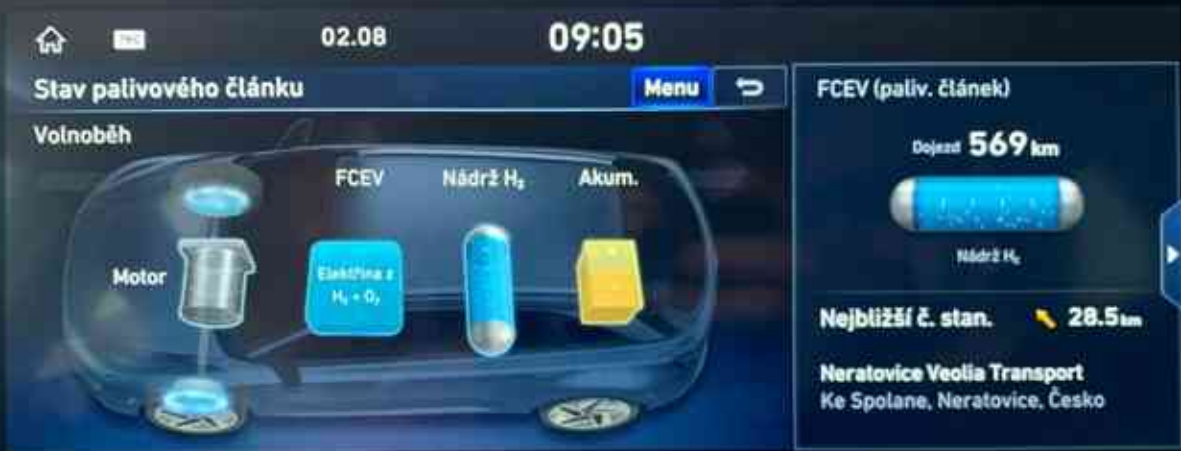 02.08
09:05
Stav palivového článku
Menu
Volnoběh
FCEV
Nádrž H₂
Akum.
Motor
Elektřina z
H₂ + O₂
FCEV (paliv. článek)
Dojezd 569 km
Nádrž H₂
Nejbližší č. stan.
28.5 km
Neratovice Veolia Transport
Ke Spolane, Neratovice, Česko